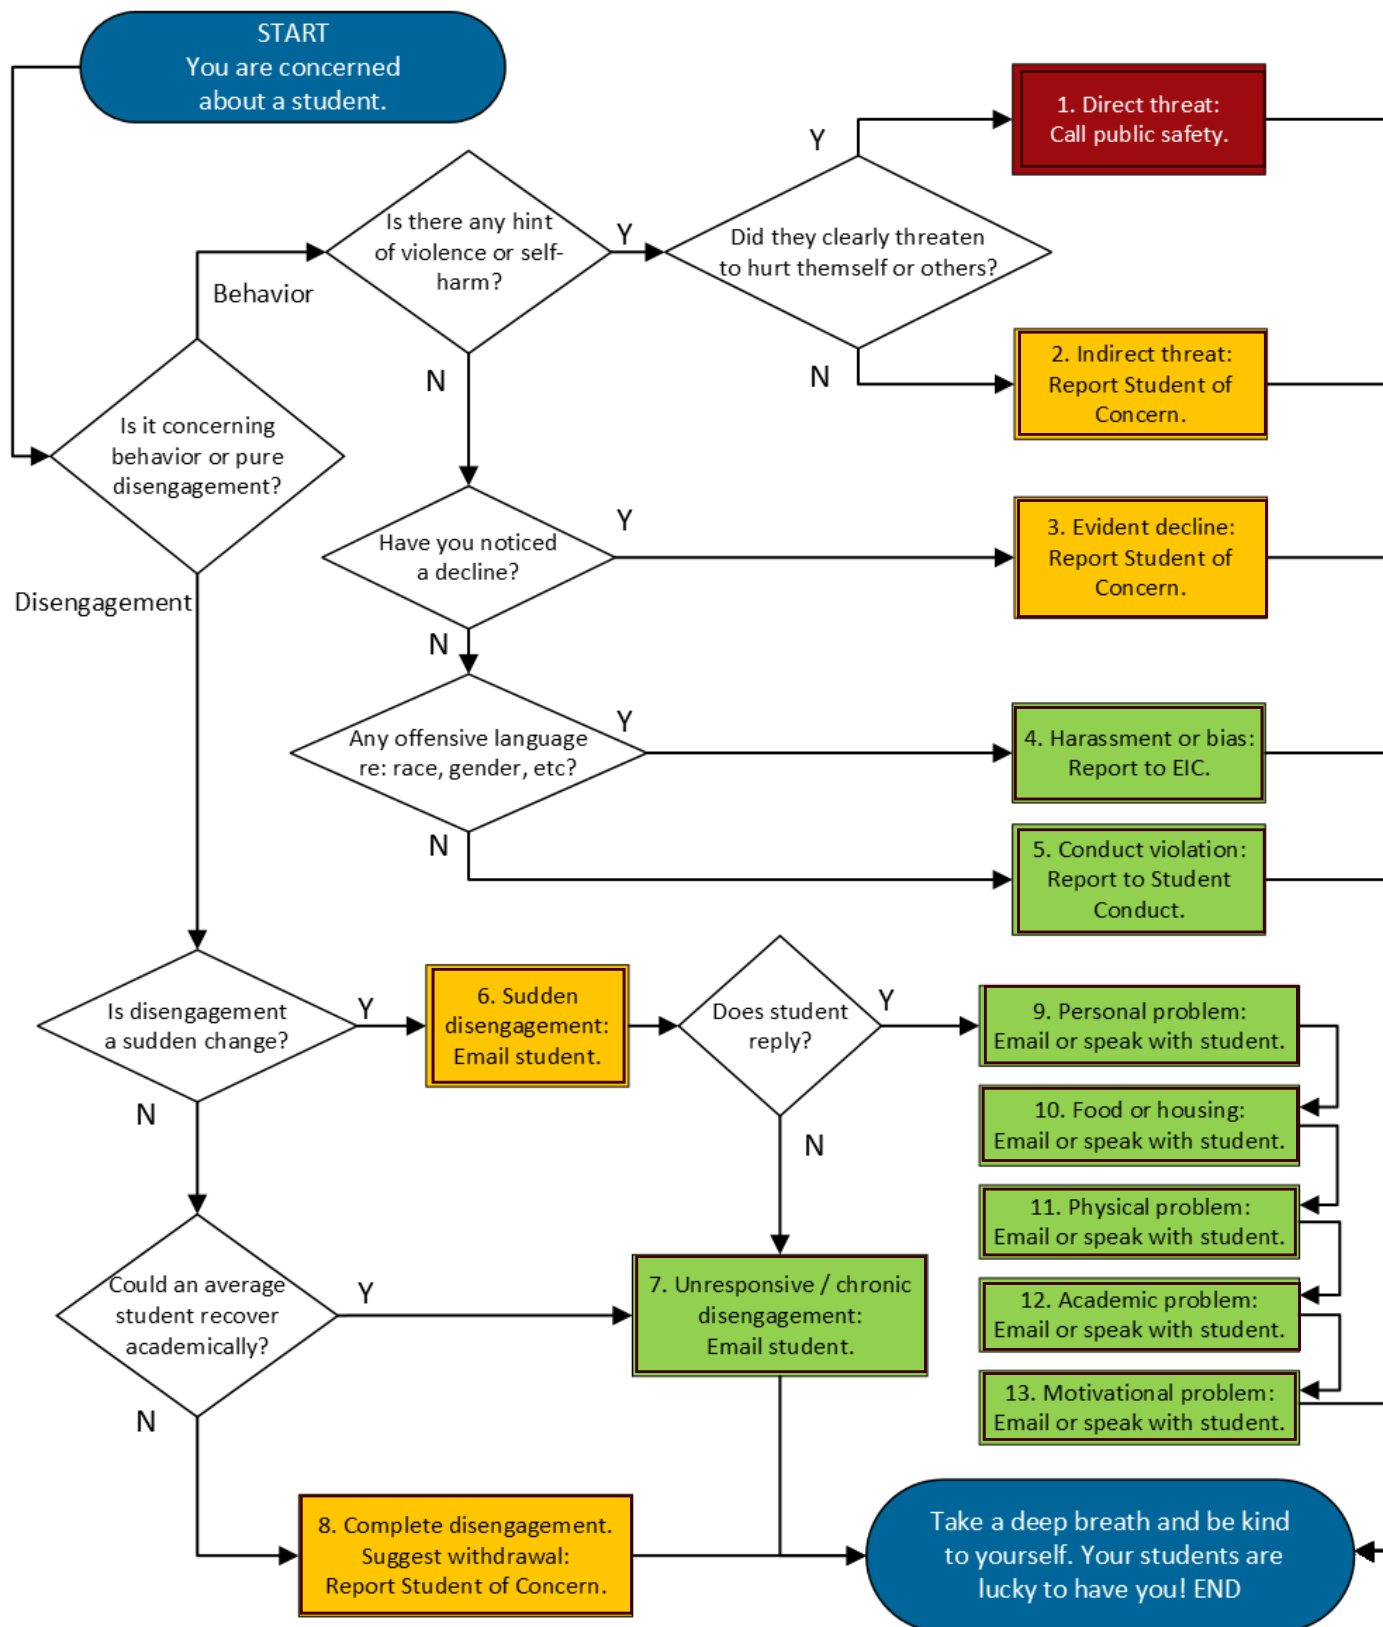 START
You are concerned
about a student.
1. Direct threat:
Call public safety.
Y
Is there any hint
of violence or self-
harm?
Y
Did they clearly threaten
to hurt themself or others?
Behavior
N
N
2. Indirect threat:
Report Student of
Concern.
Is it concerning
behavior or pure
disengagement?
Y
Have you noticed
a decline?
3. Evident decline:
Report Student of
Concern.
Disengagement
N
Y
Any offensive language
re: race, gender, etc?
4. Harassment or bias:
Report to EIC.
N
5. Conduct violation:
Report to Student
Conduct.
Is disengagement
a sudden change?
Y
6. Sudden
disengagement:
Email student.
Does student
reply?
Y
9. Personal problem:
Email or speak with student.
N
N
10. Food or housing:
Email or speak with student.
11. Physical problem:
Email or speak with student.
Could an average
student recover
academically?
Y
7. Unresponsive / chronic
disengagement:
Email student.
12. Academic problem:
Email or speak with student.
13. Motivational problem:
Email or speak with student.
N
8. Complete disengagement.
Suggest withdrawal:
Report Student of Concern.
Take a deep breath and be kind
to yourself. Your students are
lucky to have you! END